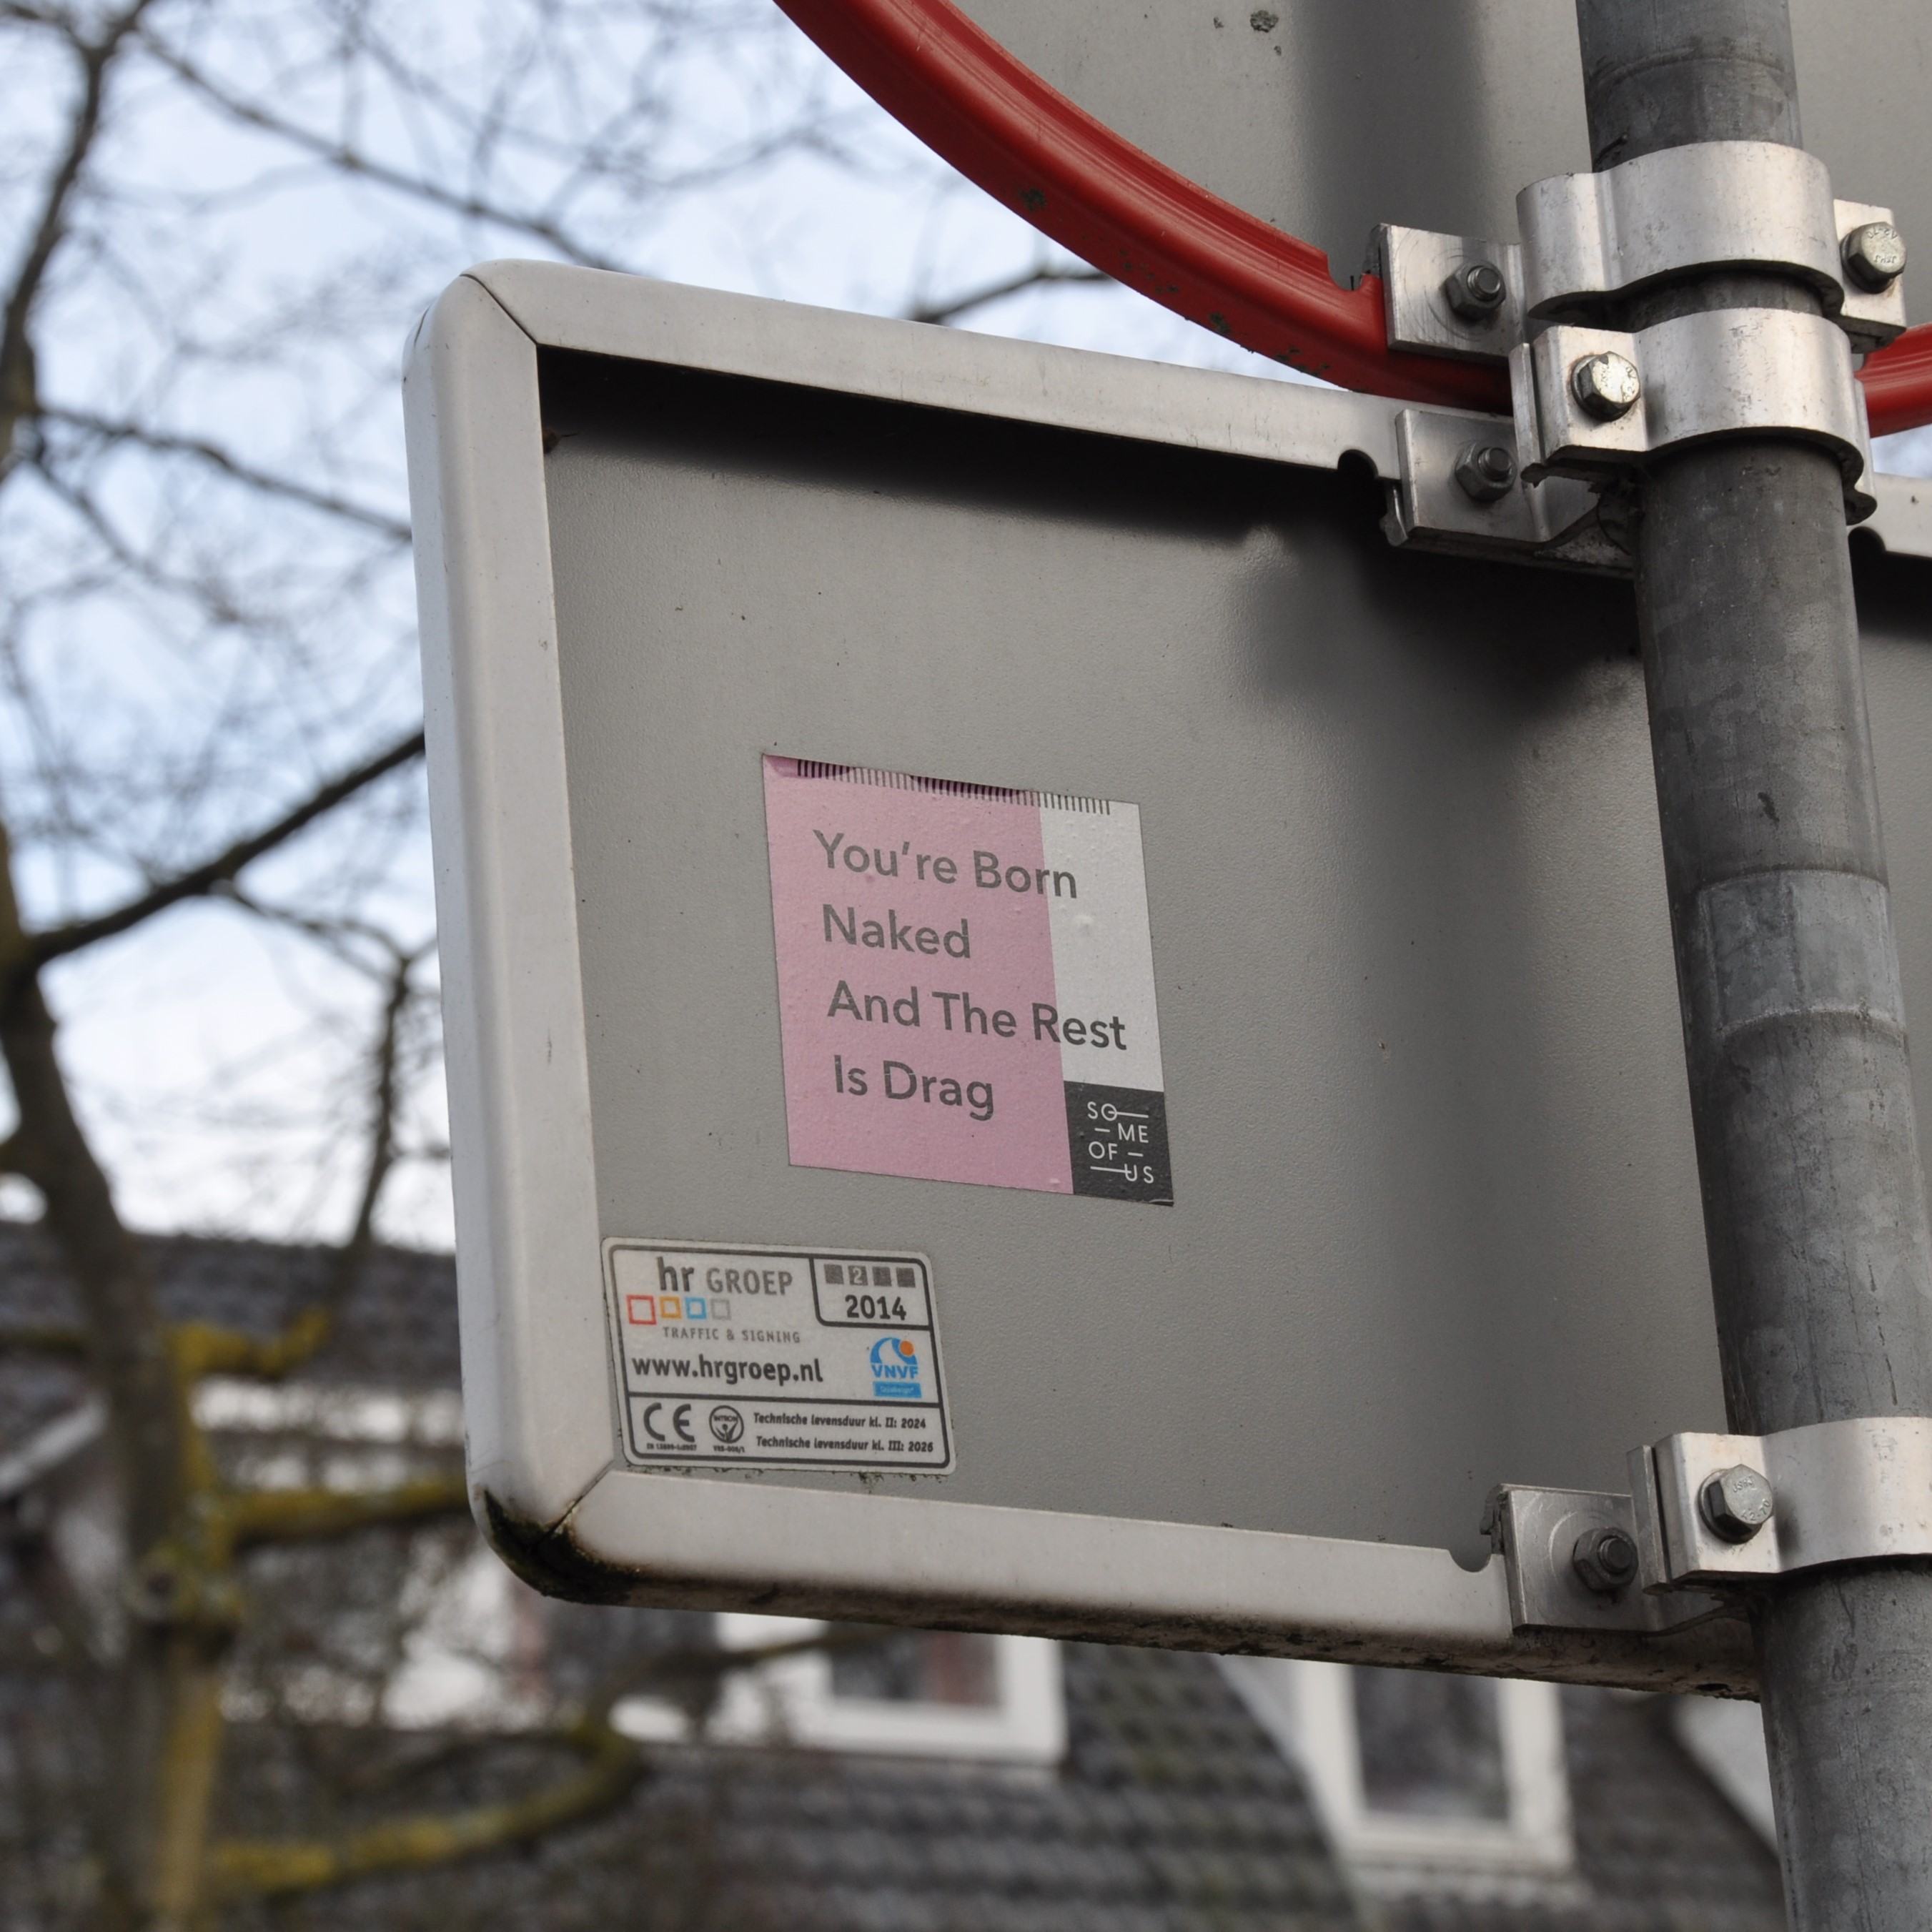 You're Born
Naked
And The Rest
Is Drag
SO
ME
OF
US
hr GROEP
TRAFFIC & SIGNING
www.hrgroep.nl
2
2014
VNVF
CE
Technische levensduur kl. II: 2024
Technische levensduur kl. III: 2026